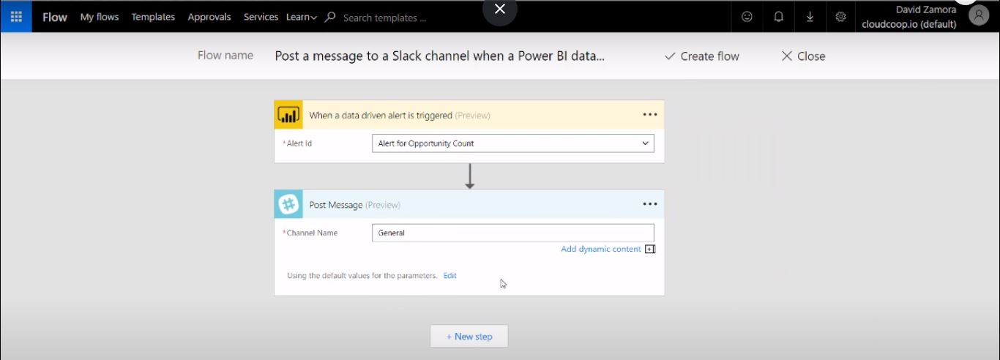 Flow My flows Templates Approvals Services Learn Search templates ... David Zamora
cloudcoop.io (default)
Flow name Post a message to a Slack channel when a Power BI data... Create flow Close
When a data driven alert is triggered (Preview)
*Alert Id Alert for Opportunity Count
Post Message (Preview)
*Channel Name General
Add dynamic content
Using the default values for the parameters. Edit
+ New step